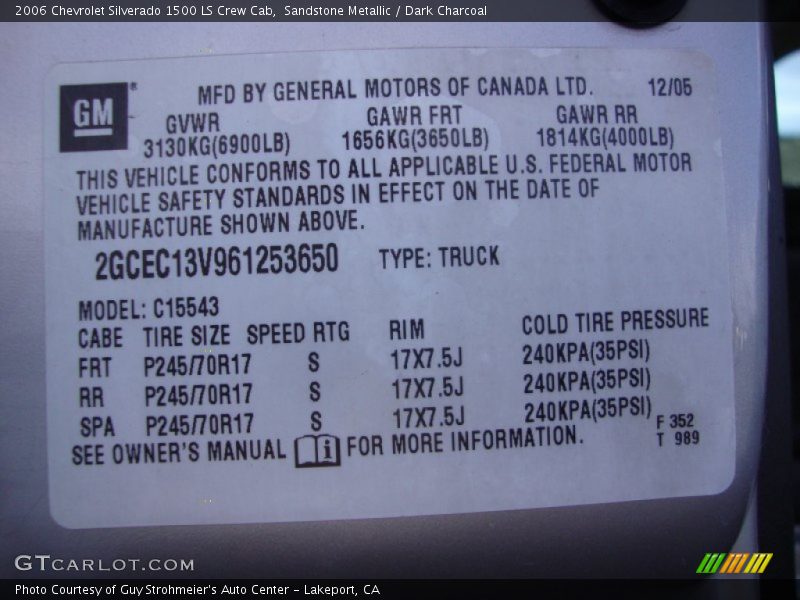 2006 Chevrolet Silverado 1500 LS Crew Cab,  Sandstone Metallic / Dark Charcoal
GM®
MFD BY GENERAL MOTORS OF CANADA LTD. 12/05
GVWR GAWR FRT GAWR RR
3130KG(6900LB) 1656KG(3650LB) 1814KG(4000LB)
THIS VEHICLE CONFORMS TO ALL APPLICABLE U.S. FEDERAL MOTOR
VEHICLE SAFETY STANDARDS IN EFFECT ON THE DATE OF
MANUFACTURE SHOWN ABOVE.
2GCEC13V961253650 TYPE: TRUCK
MODEL: C15543
CABE TIRE SIZE SPEED RTG RIM COLD TIRE PRESSURE
FRT P245/70R17 S 17X7.5J 240KPA(35PSI)
RR P245/70R17 S 17X7.5J 240KPA(35PSI)
SPA P245/70R17 S 17X7.5J 240KPA(35PSI)
F 352
T 989
SEE OWNER'S MANUAL i FOR MORE INFORMATION.
GTCARLOT.COM
Photo Courtesy of Guy Strohmeier's Auto Center – Lakeport, CA